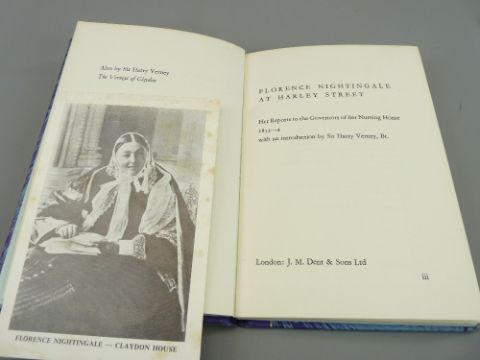 Also by Sir Harry Verney
The Verneys of Claydon
FLORENCE NIGHTINGALE — CLAYDON HOUSE
FLORENCE NIGHTINGALE
AT HARLEY STREET
Her Reports to the Governors of her Nursing Home
1853–4
with an introduction by Sir Harry Verney, Bt.
London: J. M. Dent & Sons Ltd
iii